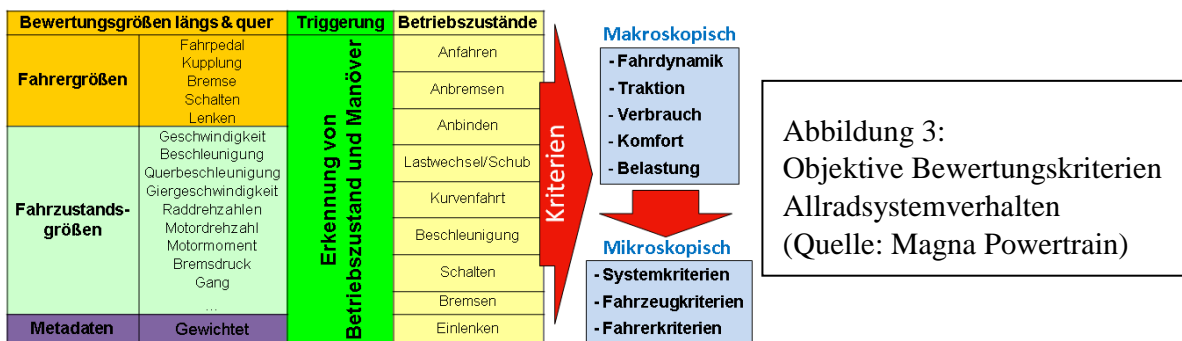 Bewertungsgrößen längs & quer
Triggerung
Betriebszustände
Fahrergrößen
Fahrpedal
Kupplung
Bremse
Schalten
Lenken
Fahrzustands-
größen
Geschwindigkeit
Beschleunigung
Querbeschleunigung
Giergeschwindigkeit
Raddrehzahlen
Motordrehzahl
Motormoment
Bremsdruck
Gang
...
Metadaten
Gewichtet
Erkennung von
Betriebszustand und Manöver
Anfahren
Anbremsen
Anbinden
Lastwechsel/Schub
Kurvenfahrt
Beschleunigung
Schalten
Bremsen
Einlenken
Kriterien
Makroskopisch
- Fahrdynamik
- Traktion
- Verbrauch
- Komfort
- Belastung
Mikroskopisch
- Systemkriterien
- Fahrzeugkriterien
- Fahrerkriterien
Abbildung 3:
Objektive Bewertungskriterien
Allradsystemverhalten
(Quelle: Magna Powertrain)